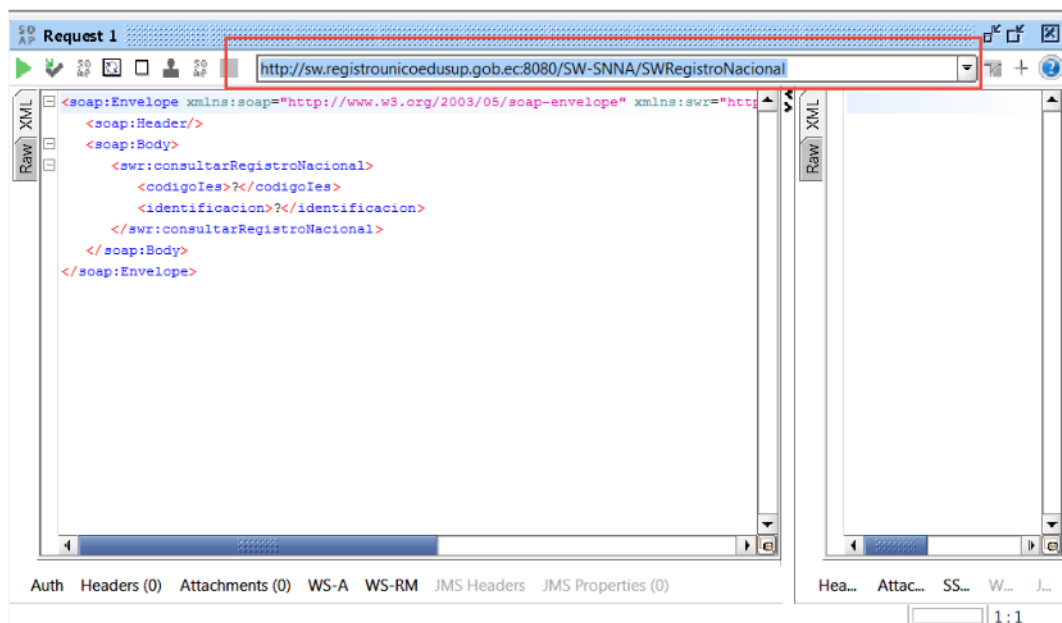 SO AP Request 1
http://sw.registrounicoedusup.gob.ec:8080/SW-SNNA/SWRegistroNacional
XML
Raw
<soap:Envelope xmlns:soap="http://www.w3.org/2003/05/soap-envelope" xmlns:swr="http
<soap:Header/>
<soap:Body>
<swr:consultarRegistroNacional>
<codigoIes>?</codigoIes>
<identificacion>?</identificacion>
</swr:consultarRegistroNacional>
</soap:Body>
</soap:Envelope>
XML
Raw
Auth Headers (0) Attachments (0) WS-A WS-RM JMS Headers JMS Properties (0)
Hea... Attac... SS... W... J...
1:1